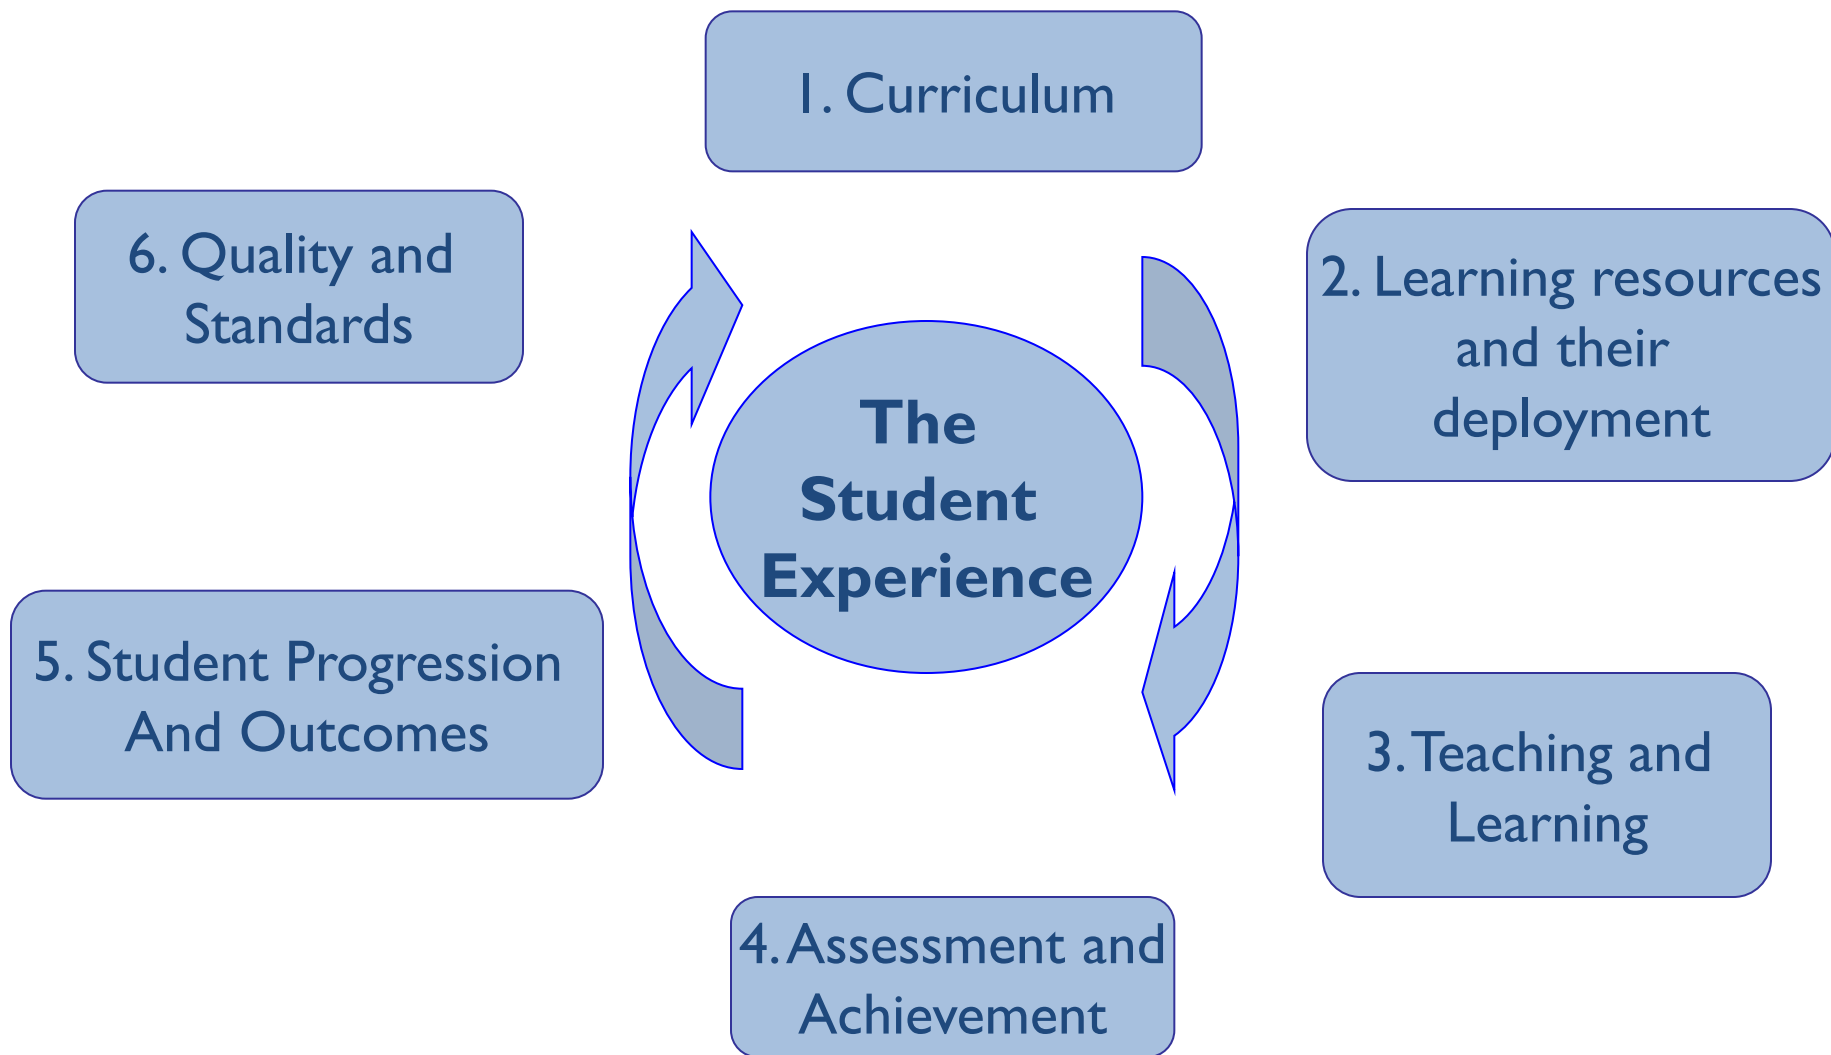 1. Curriculum
2. Learning resources
and their
deployment
3. Teaching and
Learning
4. Assessment and
Achievement
5. Student Progression
And Outcomes
6. Quality and
Standards
The
Student
Experience